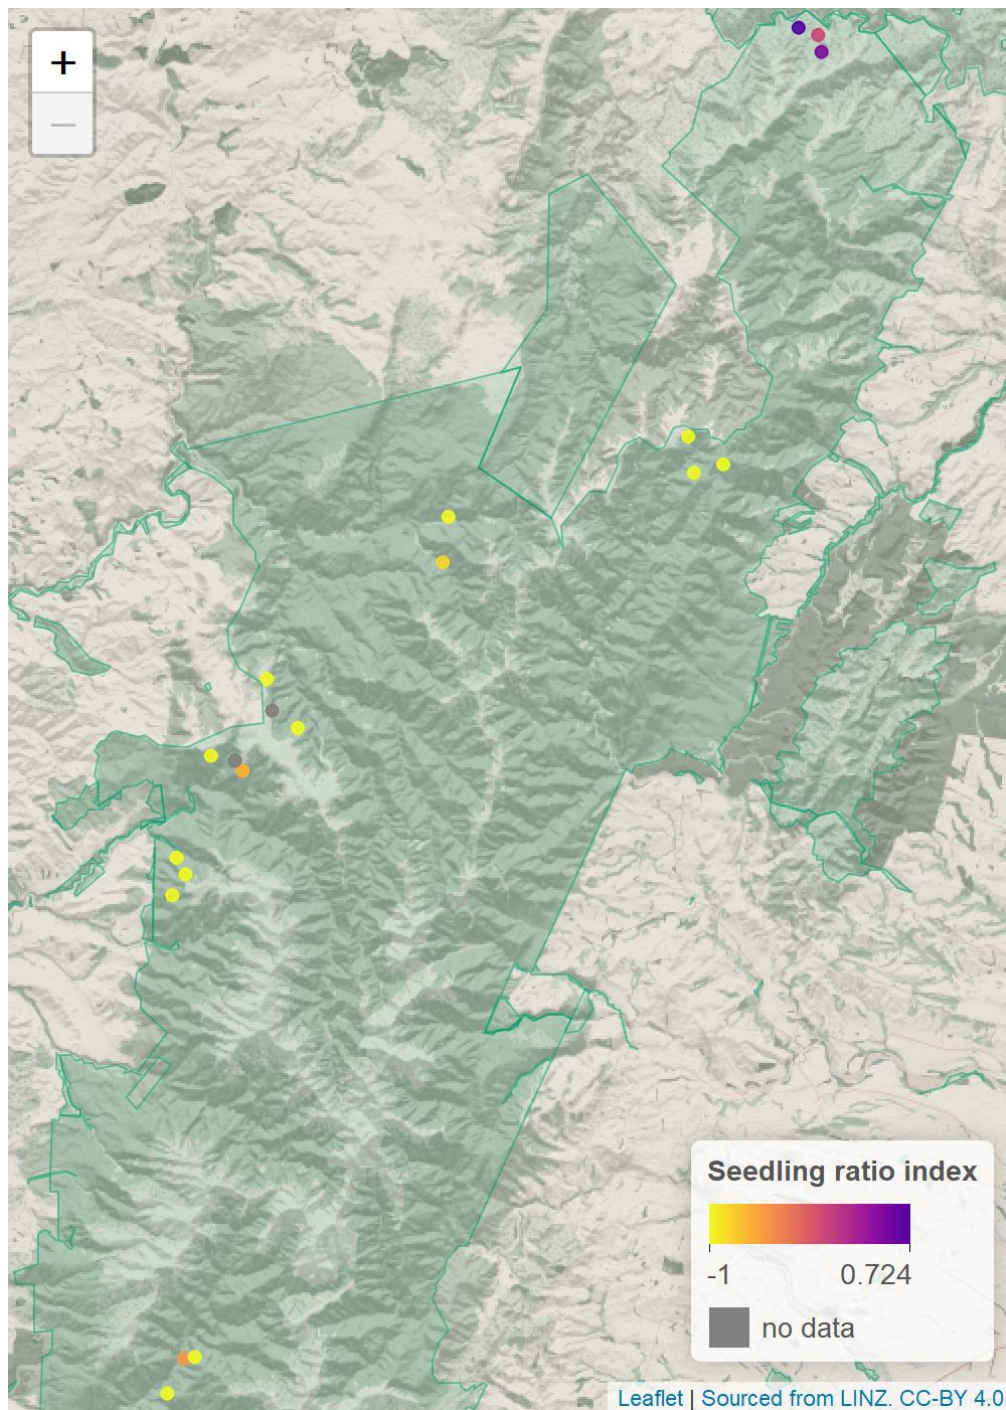 +
−
Seedling ratio index
-1 0.724
no data
Leaflet | Sourced from LINZ. CC-BY 4.0